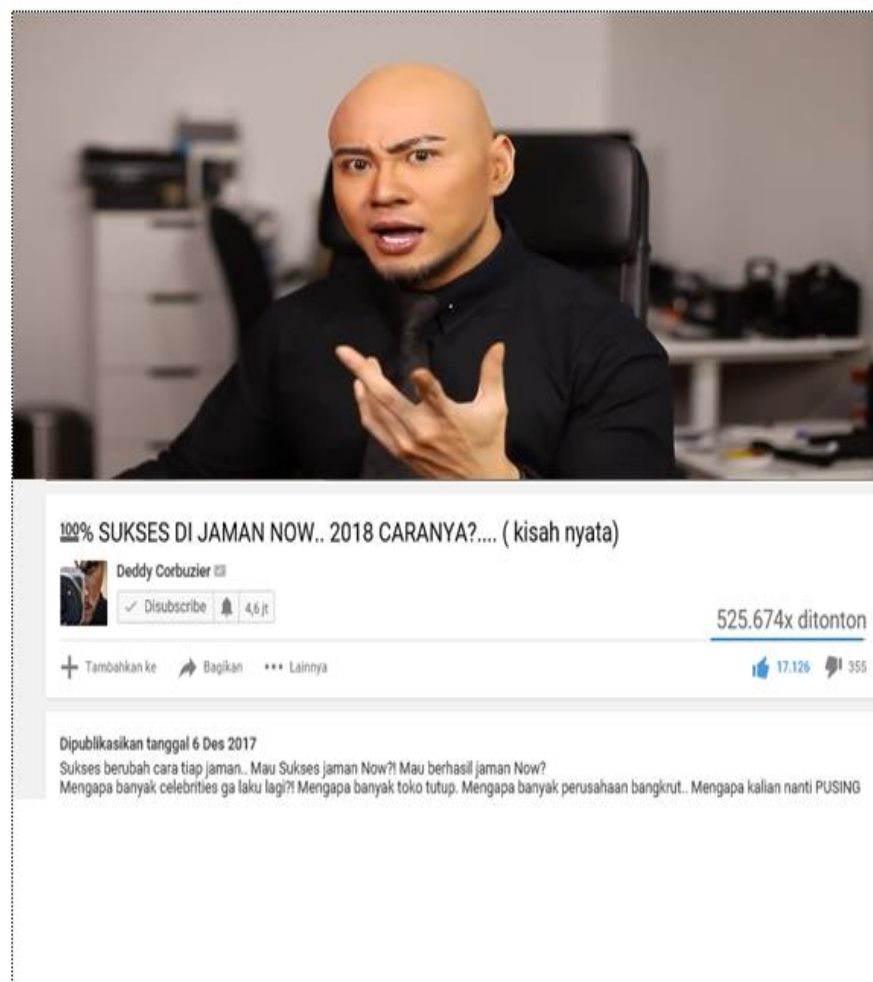 💯% SUKSES DI JAMAN NOW.. 2018 CARANYA?.... ( kisah nyata)
Deddy Corbuzier
Disubscribe 4,6 jt
525.674x ditonton
Tambahkan ke Bagikan Lainnya
17.126 355
Dipublikasikan tanggal 6 Des 2017
Sukses berubah cara tiap jaman.. Mau Sukses jaman Now?! Mau berhasil jaman Now?
Mengapa banyak celebrities ga laku lagi?! Mengapa banyak toko tutup. Mengapa banyak perusahaan bangkrut.. Mengapa kalian nanti PUSING